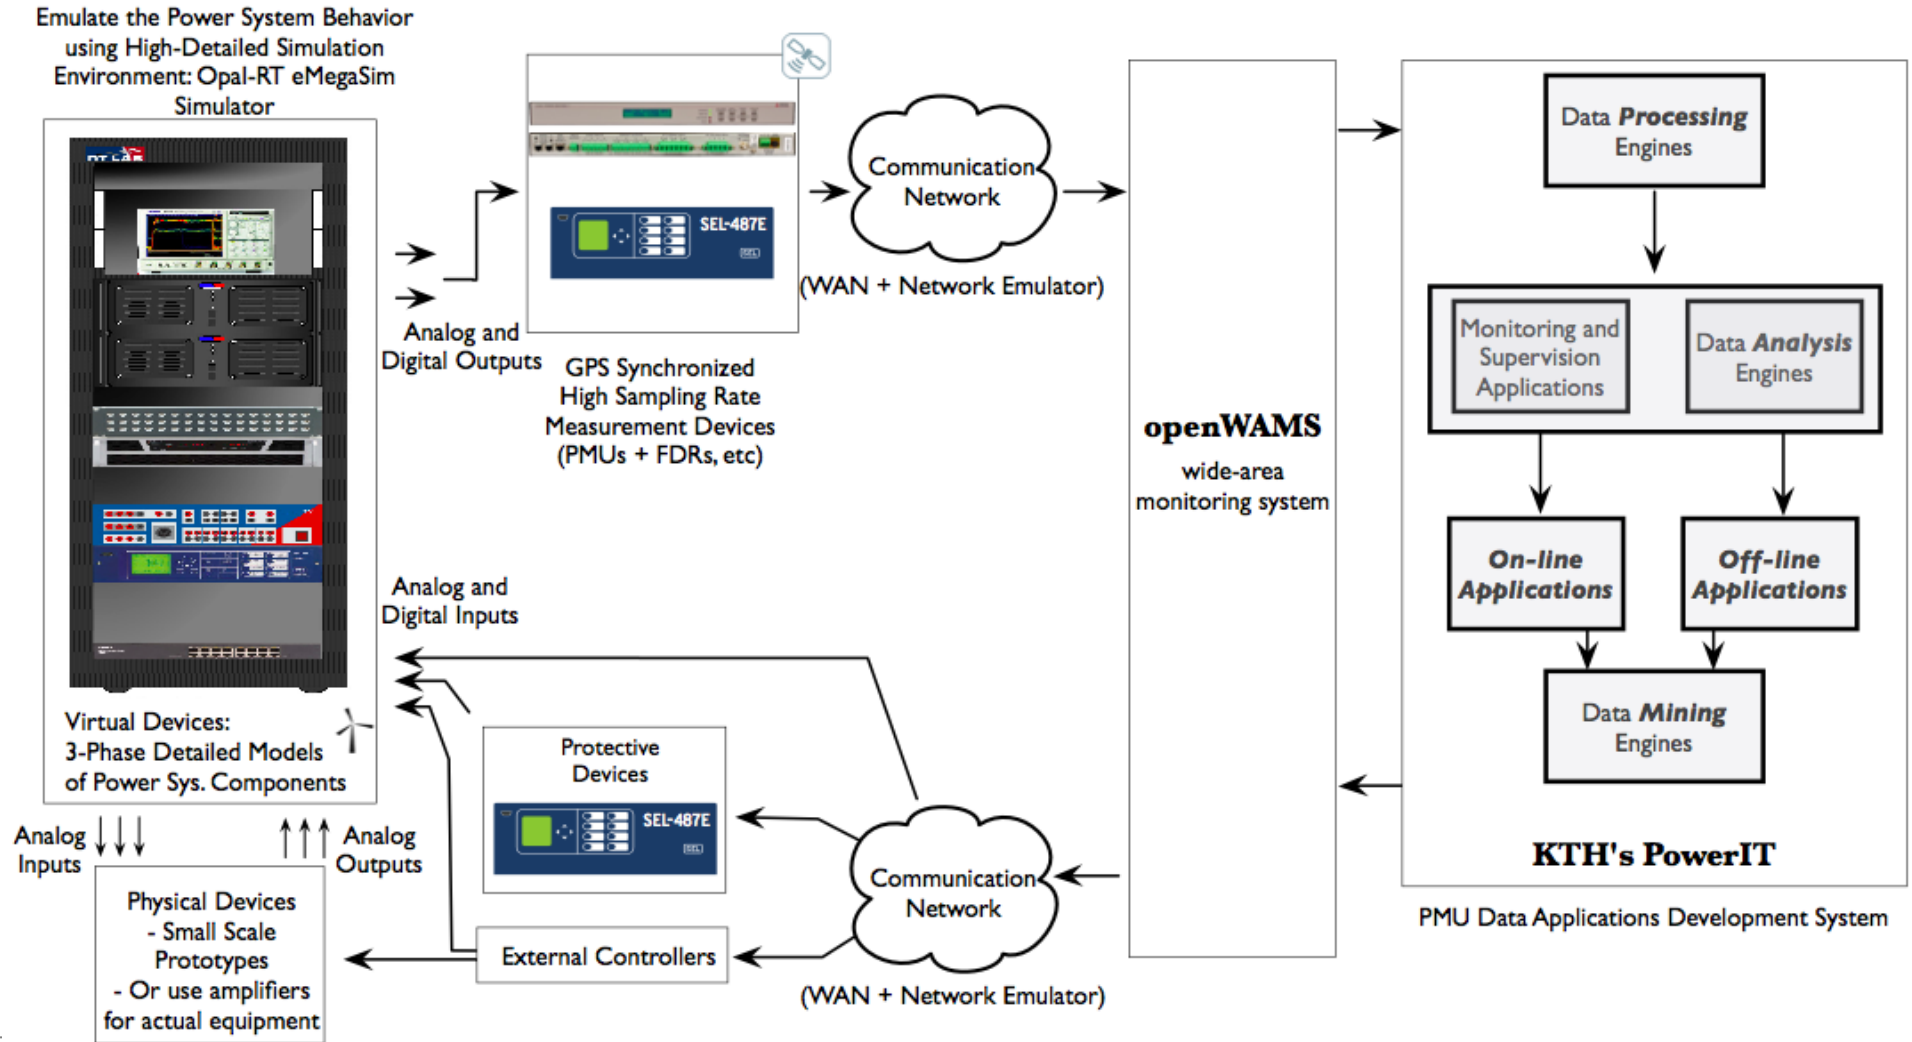 Emulate the Power System Behavior
using High-Detailed Simulation
Environment: Opal-RT eMegaSim
Simulator
Virtual Devices:
3-Phase Detailed Models
of Power Sys. Components
Analog
Inputs
Analog
Outputs
Physical Devices
- Small Scale
Prototypes
- Or use amplifiers
for actual equipment
Analog and
Digital Outputs
SEL-487E
SEL
GPS Synchronized
High Sampling Rate
Measurement Devices
(PMUs + FDRs, etc)
Communication
Network
(WAN + Network Emulator)
openWAMS
wide-area
monitoring system
Data Processing
Engines
Monitoring and
Supervision
Applications
Data Analysis
Engines
On-line
Applications
Off-line
Applications
Data Mining
Engines
KTH's PowerIT
PMU Data Applications Development System
Analog and
Digital Inputs
Protective
Devices
SEL-487E
SEL
External Controllers
Communication
Network
(WAN + Network Emulator)